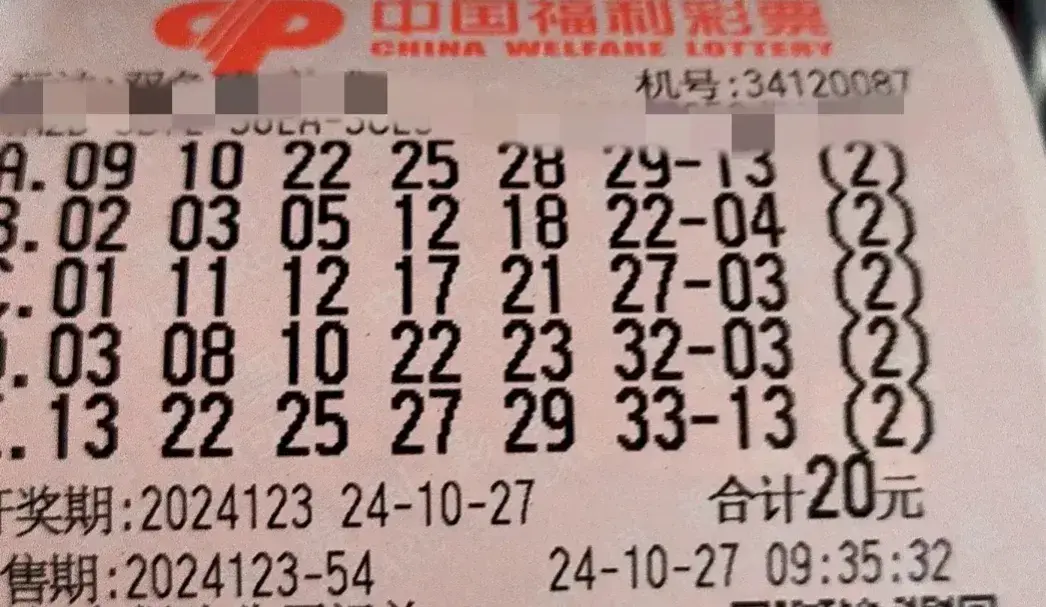 中国福利彩票
CHINA WELFARE LOTTERY
机号:34120087
A.09 10 22 25 28 29-13 (2)
B.02 03 05 12 18 22-04 (2)
C.01 11 12 17 21 27-03 (2)
D.03 08 10 22 23 32-03 (2)
E.13 22 25 27 29 33-13 (2)
开奖期:2024123 24-10-27 合计20元
售期:2024123-54 24-10-27 09:35:32